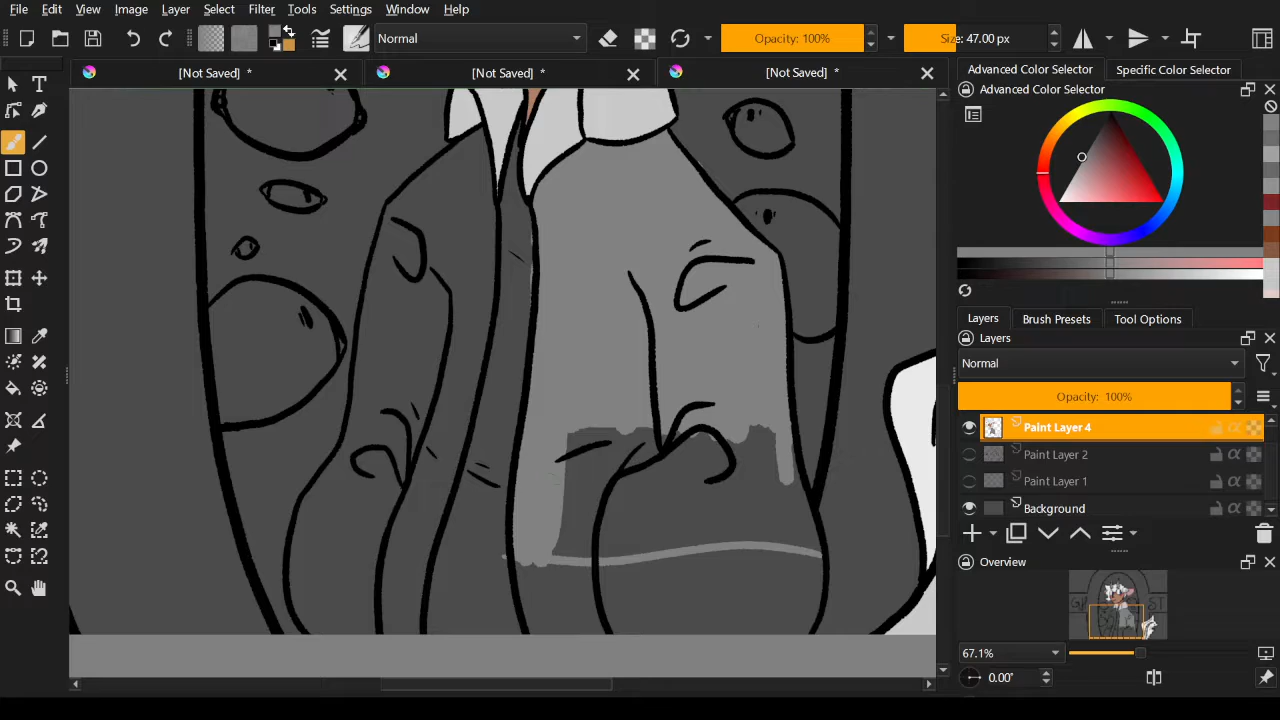 File Edit View Image Layer Select Filter Tools Settings Window Help
Normal Opacity: 100% Size: 47.00 px
[Not Saved] * [Not Saved] * [Not Saved] *
Advanced Color Selector Specific Color Selector
Advanced Color Selector
Layers Brush Presets Tool Options
Layers
Normal
Opacity: 100%
Paint Layer 4
Paint Layer 2
Paint Layer 1
Background
Overview
67.1%
0.00°